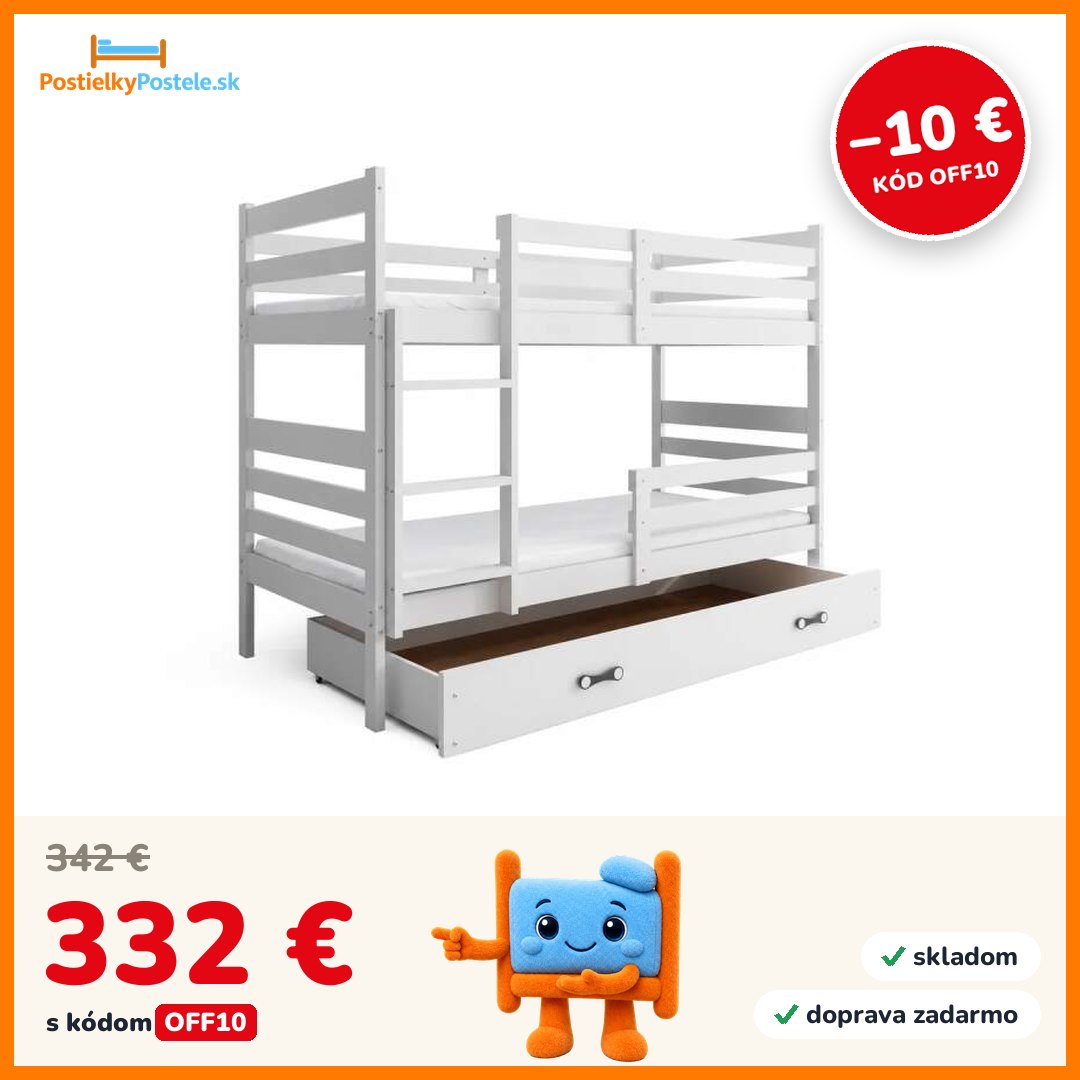 PostielkyPostele.sk
–10 €
KÓD OFF10
342 €
332 €
s kódom OFF10
skladom
doprava zadarmo